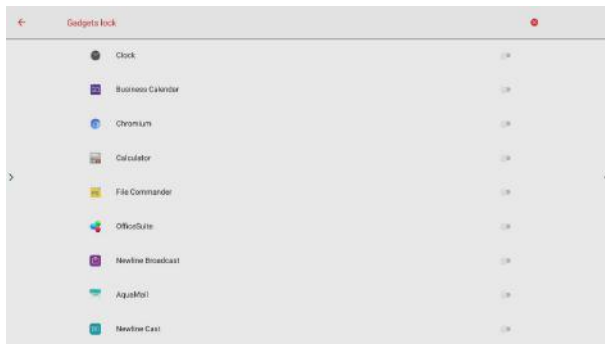 Gadgets lock
Clock
Business Calendar
Chromium
Calculator
File Commander
OfficeSuite
Newline Broadcast
AquaMail
Newline Cast